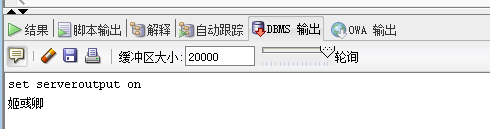 结果 脚本输出 解释 自动跟踪 DBMS 输出 OWA 输出
缓冲区大小: 20000 轮询
set serveroutput on
姬彧卿